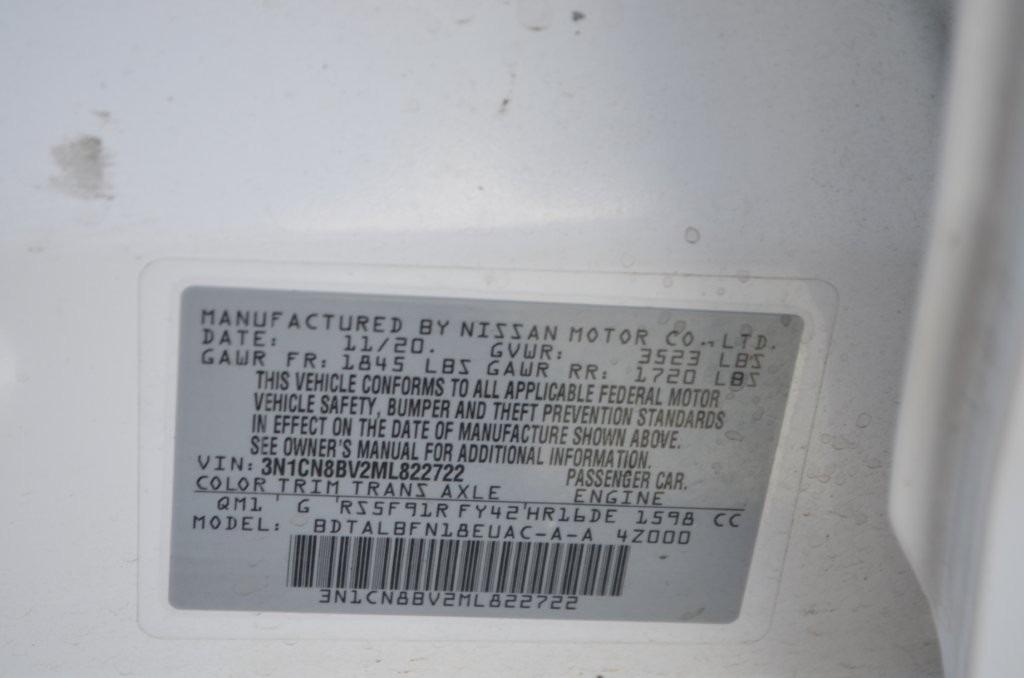 MANUFACTURED BY NISSAN MOTOR CO., LTD.
DATE: 11/20. GVWR: 3523 LBS
GAWR FR: 1845 LBS GAWR RR: 1720 LBS
THIS VEHICLE CONFORMS TO ALL APPLICABLE FEDERAL MOTOR
VEHICLE SAFETY, BUMPER AND THEFT PREVENTION STANDARDS
IN EFFECT ON THE DATE OF MANUFACTURE SHOWN ABOVE.
SEE OWNER'S MANUAL FOR ADDITIONAL INFORMATION.
VIN: 3N1CN8BV2ML822722 PASSENGER CAR.
COLOR TRIM TRANS AXLE ENGINE
QM1 ' G 'RS5F91R FY42'HR16DE 1598 CC
MODEL: BDTALBFN18EUAC-A-A 4Z000
3N1CN8BV2ML822722